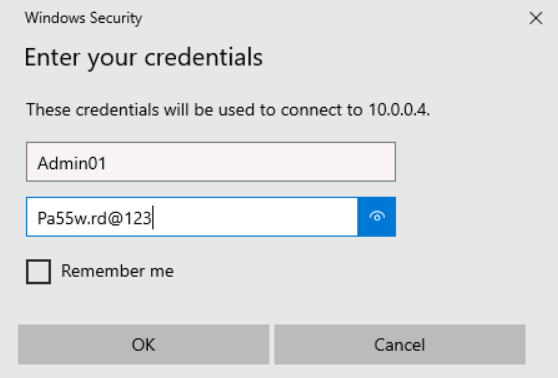 Windows Security
Enter your credentials
These credentials will be used to connect to 10.0.0.4.
Admin01
Pa55w.rd@123
Remember me
OK
Cancel